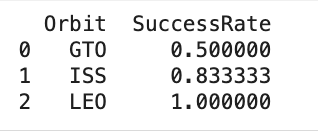 Orbit SuccessRate
0 GTO 0.500000
1 ISS 0.833333
2 LEO 1.000000